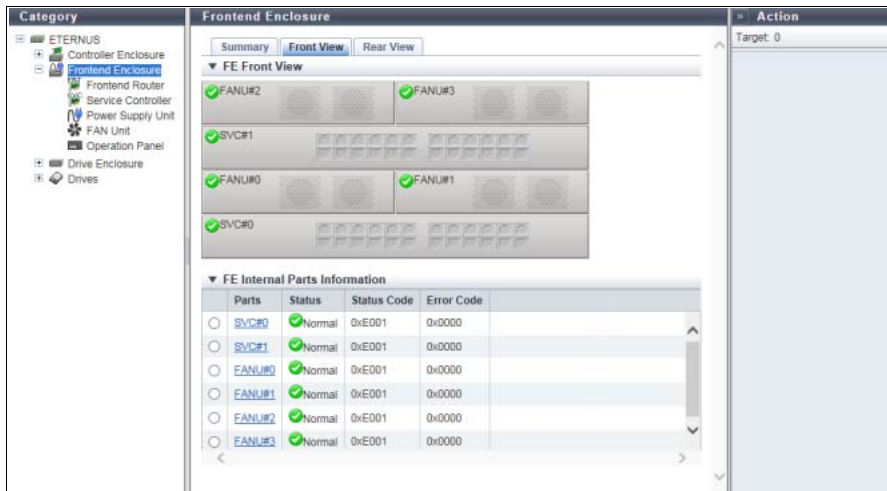 Category
ETERNUS
Controller Enclosure
Frontend Enclosure
Frontend Router
Service Controller
Power Supply Unit
FAN Unit
Operation Panel
Drive Enclosure
Drives
Frontend Enclosure
Summary Front View Rear View
▼ FE Front View
FANU#2 FANU#3
SVC#1
FANU#0 FANU#1
SVC#0
▼ FE Internal Parts Information
Parts Status Status Code Error Code
SVC#0 Normal 0xE001 0x0000
SVC#1 Normal 0xE001 0x0000
FANU#0 Normal 0xE001 0x0000
FANU#1 Normal 0xE001 0x0000
FANU#2 Normal 0xE001 0x0000
FANU#3 Normal 0xE001 0x0000
» Action
Target: 0